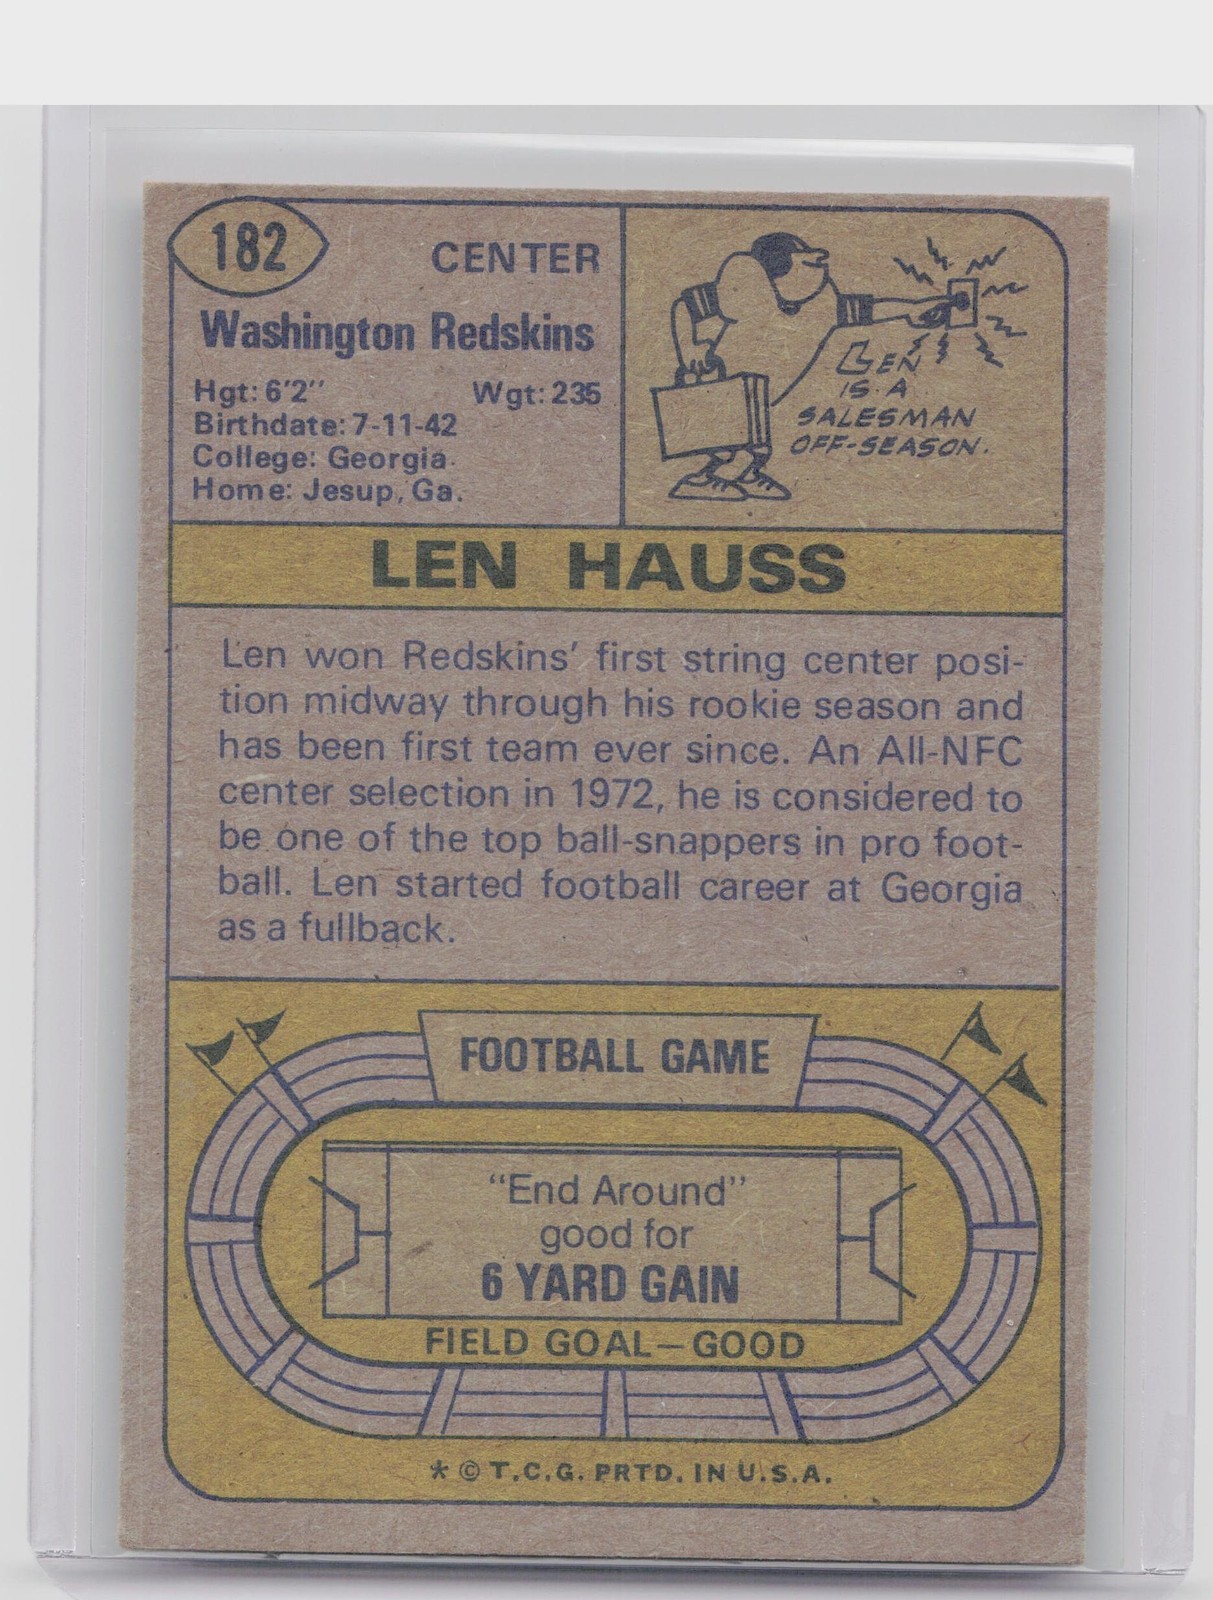 182
CENTER
Washington Redskins
Hgt: 6'2" Wgt: 235
Birthdate: 7-11-42
College: Georgia
Home: Jesup, Ga.
LEN
IS A
SALESMAN
OFF-SEASON.
LEN HAUSS
Len won Redskins' first string center posi-
tion midway through his rookie season and
has been first team ever since. An All-NFC
center selection in 1972, he is considered to
be one of the top ball-snappers in pro foot-
ball. Len started football career at Georgia
as a fullback.
FOOTBALL GAME
"End Around"
good for
6 YARD GAIN
FIELD GOAL—GOOD
* © T.C.G. PRTD. IN U.S.A.